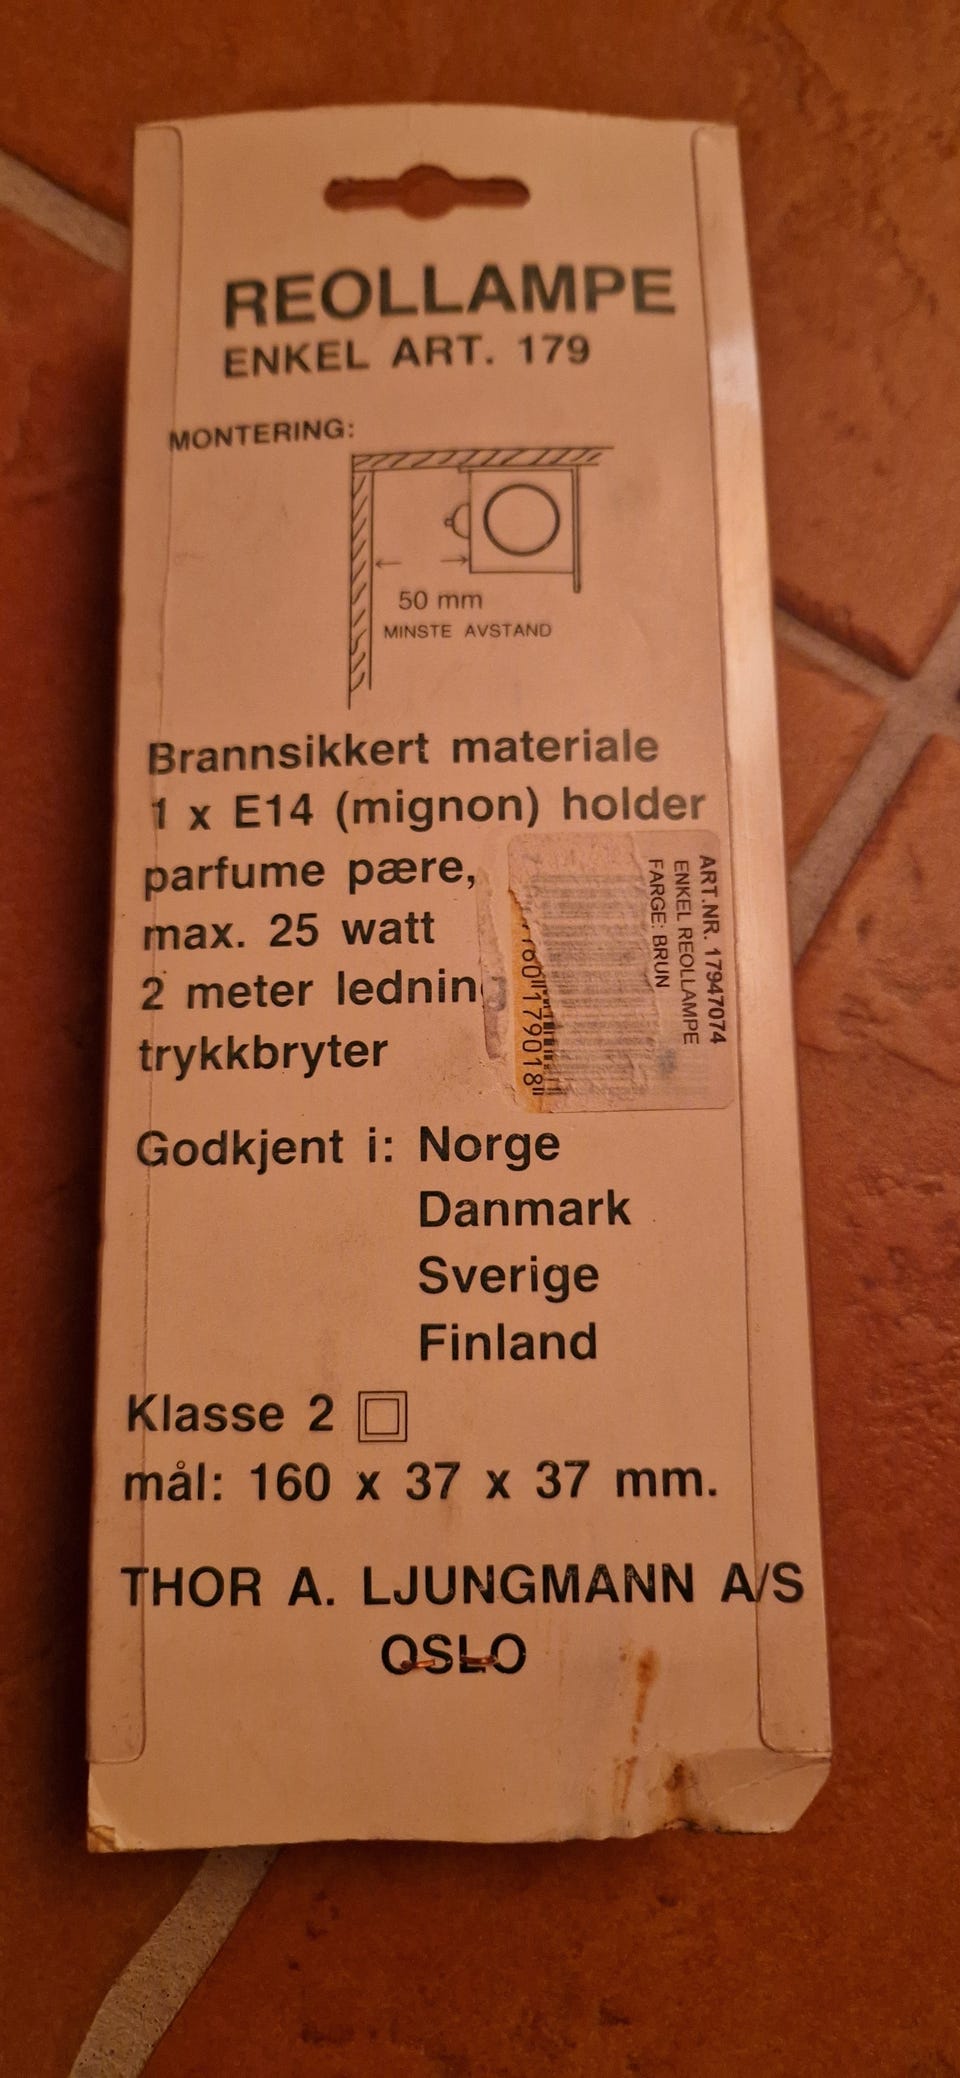 REOLLAMPE
ENKEL ART. 179
MONTERING:
50 mm
MINSTE AVSTAND
Brannsikkert materiale
1 x E14 (mignon) holder
parfume pære,
max. 25 watt
2 meter lednin
trykkbryter
ART.NR. 17947074
ENKEL REOLLAMPE
FARGE: BRUN
179018
Godkjent i: Norge
Danmark
Sverige
Finland
Klasse 2
mål: 160 x 37 x 37 mm.
THOR A. LJUNGMANN A/S
OSLO